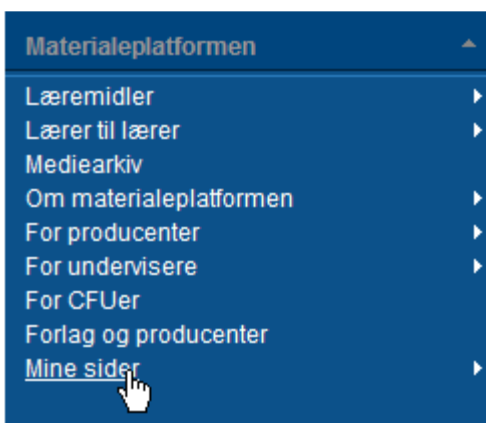 Materialeplatformen
Læremidler
Lærer til lærer
Mediearkiv
Om materialeplatformen
For producenter
For undervisere
For CFUer
Forlag og producenter
Mine sider